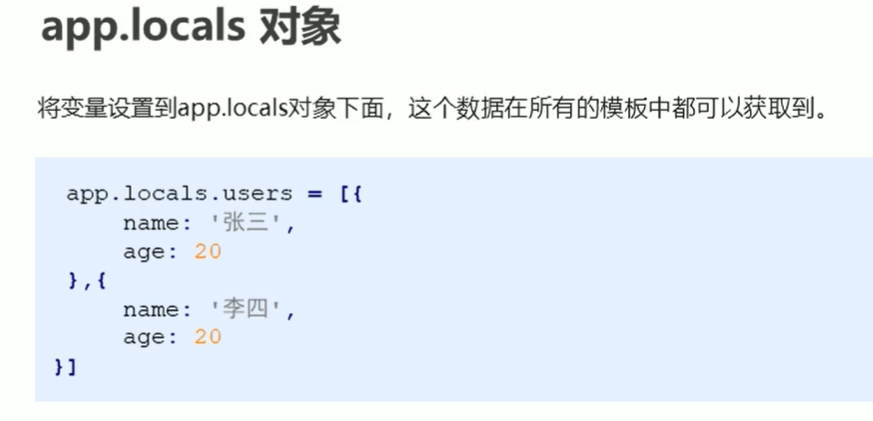 app.locals 对象
将变量设置到app.locals对象下面，这个数据在所有的模板中都可以获取到。
app.locals.users = [{
name: '张三',
age: 20
},{
name: '李四',
age: 20
}]